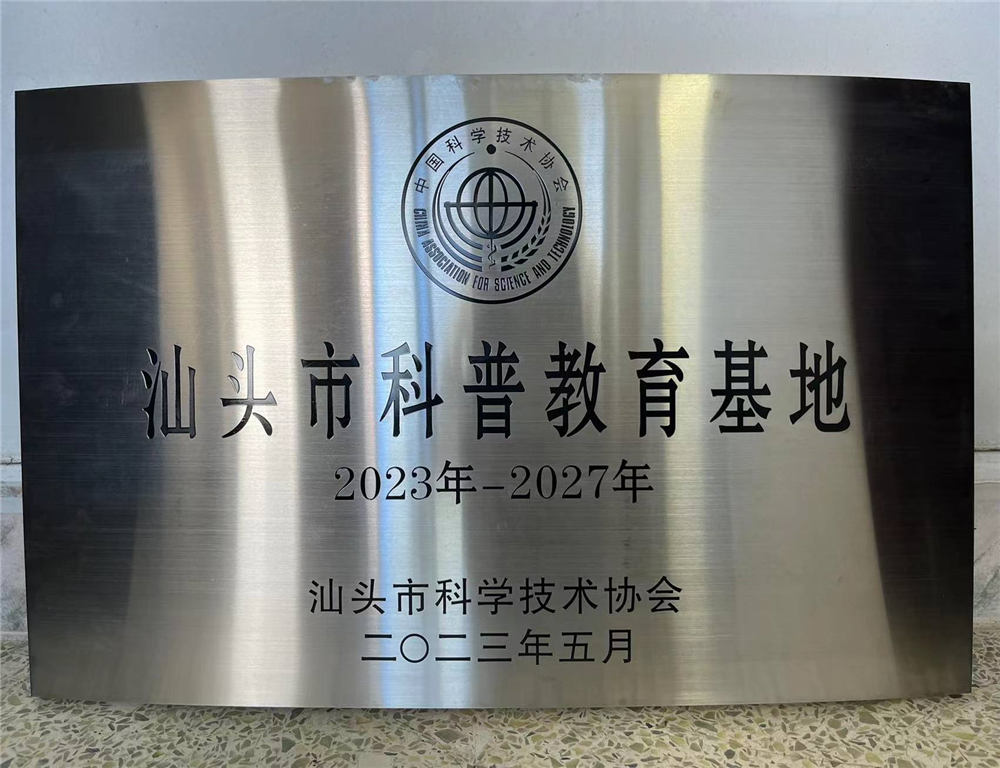 中国科学技术协会
CHINA ASSOCIATION FOR SCIENCE AND TECHNOLOGY
汕头市科普教育基地
2023年-2027年
汕头市科学技术协会
二〇二三年五月